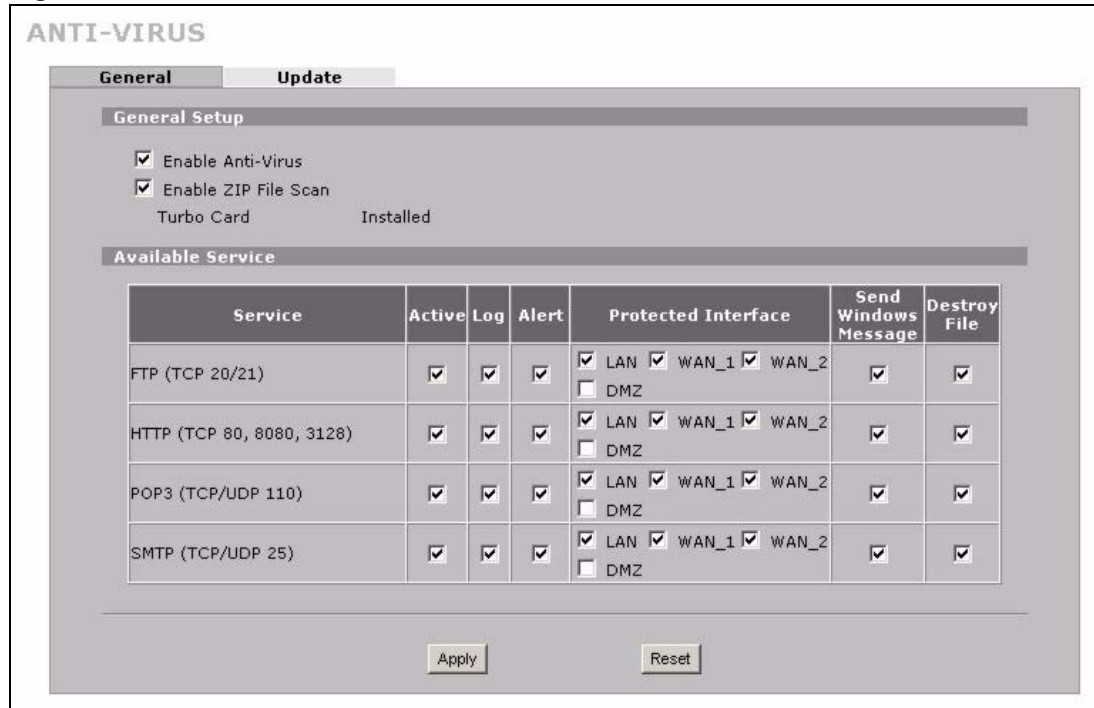 ANTI-VIRUS
General Update
General Setup
Enable Anti-Virus
Enable ZIP File Scan
Turbo Card Installed
Available Service
Service Active Log Alert Protected Interface Send Windows Message Destroy File
FTP (TCP 20/21) LAN WAN_1 WAN_2
DMZ
HTTP (TCP 80, 8080, 3128) LAN WAN_1 WAN_2
DMZ
POP3 (TCP/UDP 110) LAN WAN_1 WAN_2
DMZ
SMTP (TCP/UDP 25) LAN WAN_1 WAN_2
DMZ
Apply Reset